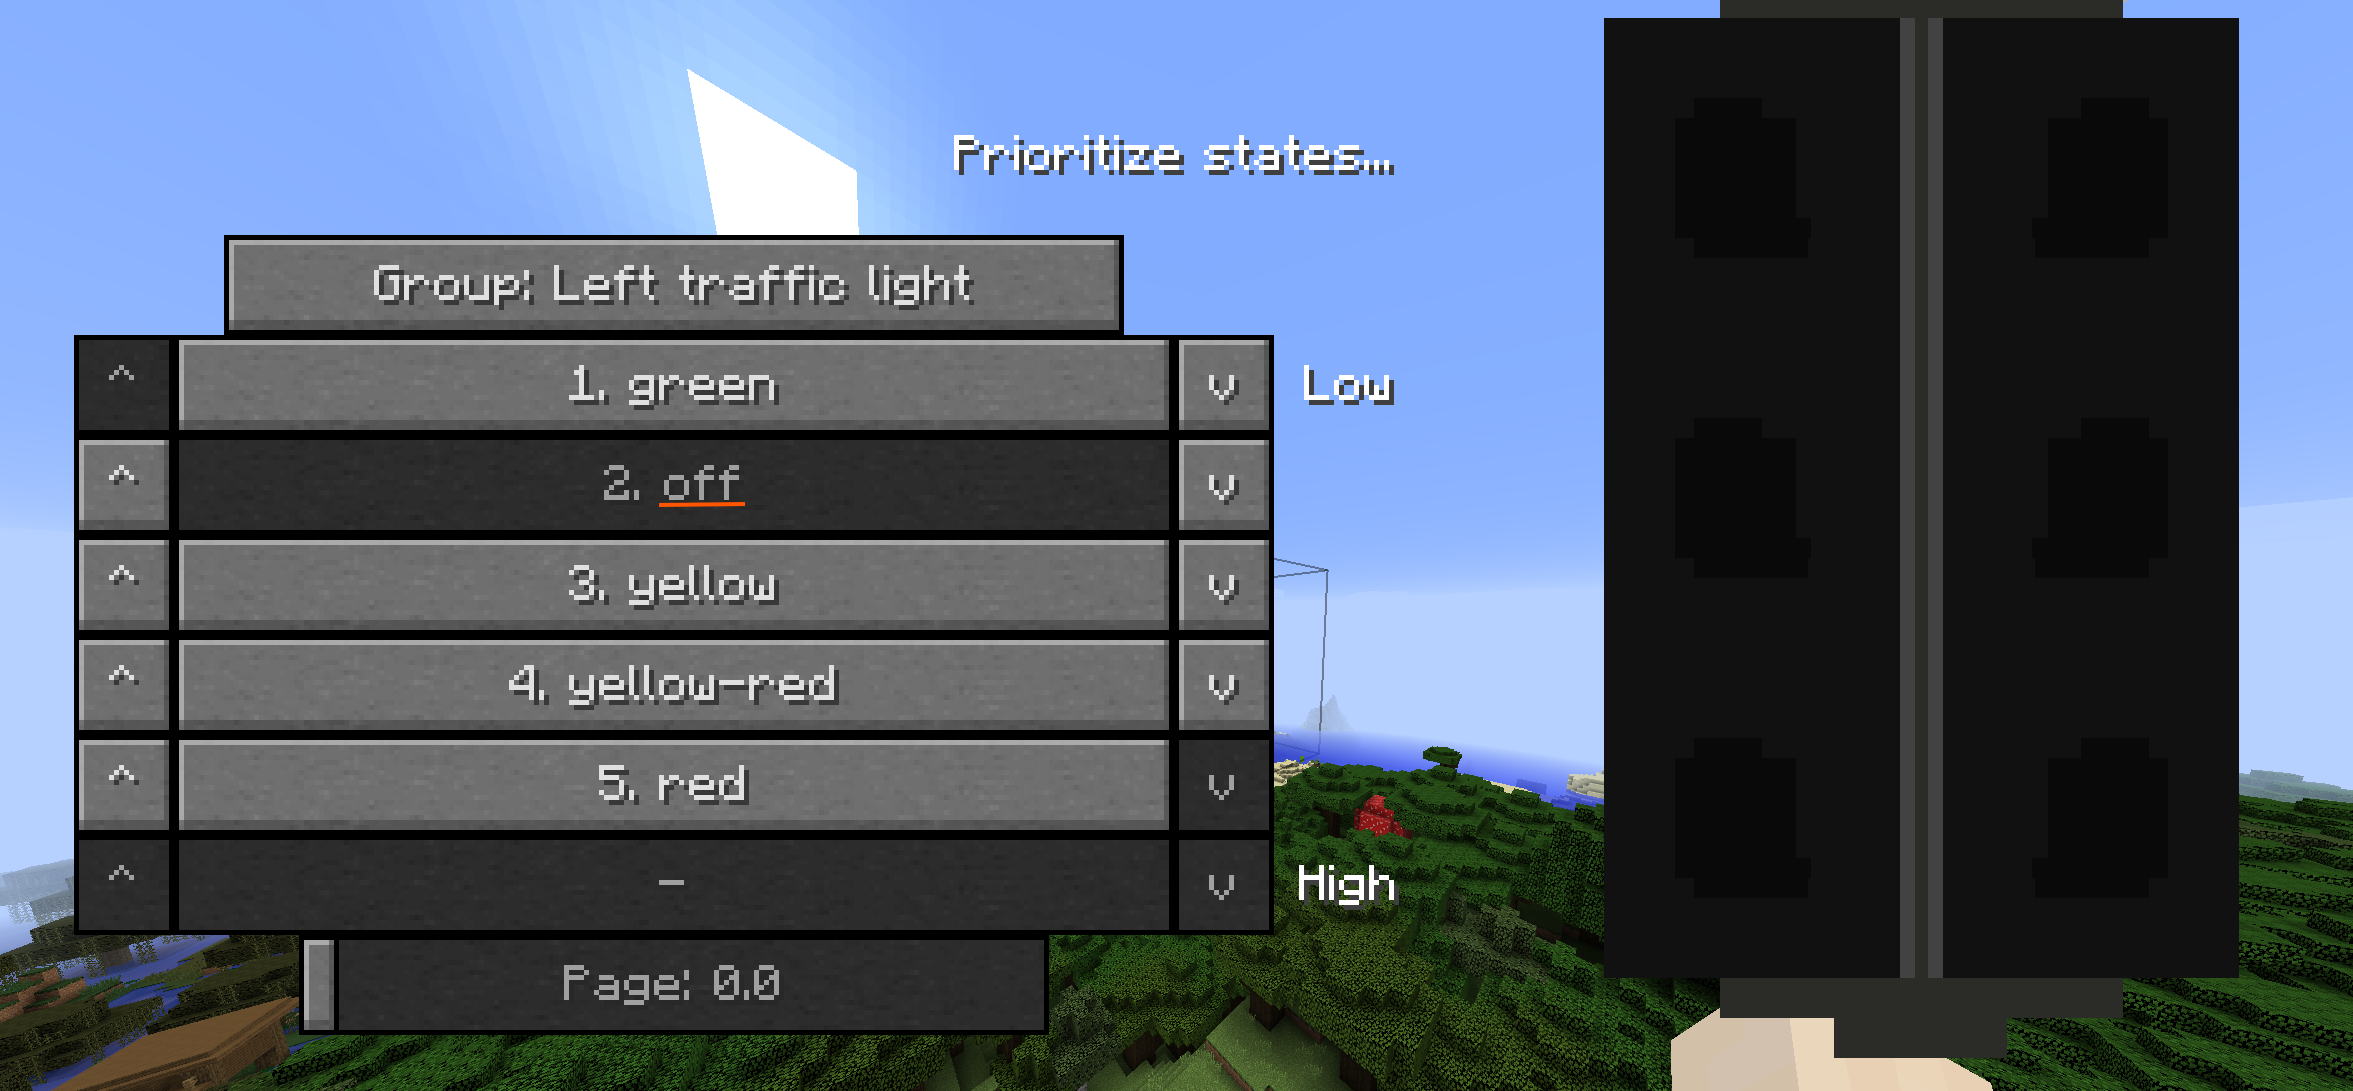 Prioritize states...
Group: Left traffic light
^ 1. green v Low
^ 2. off v
^ 3. yellow v
^ 4. yellow-red v
^ 5. red v
^ - v High
Page: 0.0